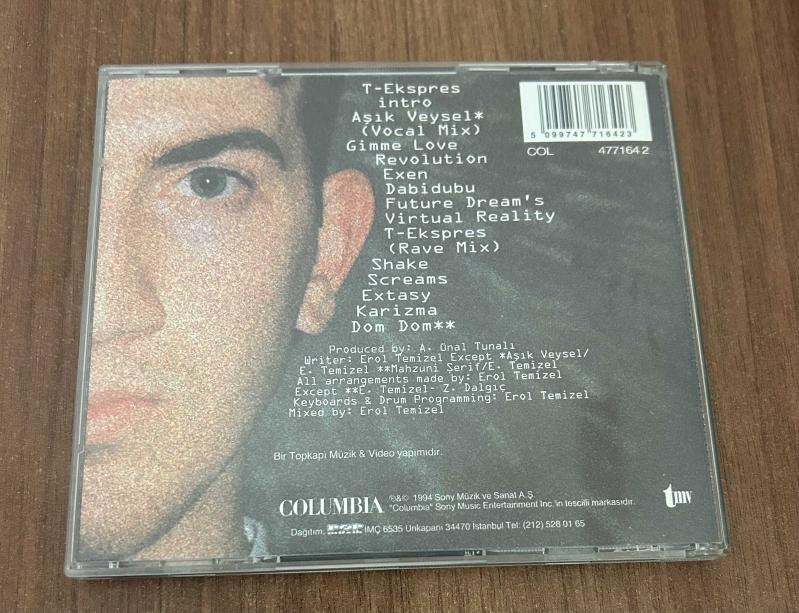 T-Ekspres
intro
Aşık Veysel*
(Vocal Mix)
Gimme Love
Revolution
Exen
Dabidubu
Future Dream's
Virtual Reality
T-Ekspres
(Rave Mix)
Shake
Screams
Extasy
Karizma
Dom Dom**
5 099747 716423
COL 477164 2
Produced by: A. Ünal Tunalı
Writer: Erol Temizel Except *Aşık Veysel/
E. Temizel **Mahzuni Şerif/E. Temizel
All arrangements made by: Erol Temizel
Except **E. Temizel- Z. Dalgıç
Keyboards & Drum Programming: Erol Temizel
Mixed by: Erol Temizel
Bir Topkapı Müzik & Video yapımıdır.
COLUMBIA
℗&© 1994 Sony Müzik ve Sanat A.Ş.
"Columbia" Sony Music Entertainment Inc.'in tescilli markasıdır.
tmv
Dağıtım: IMÇ 6535 Unkapanı 34470 İstanbul Tel: (212) 528 01 65